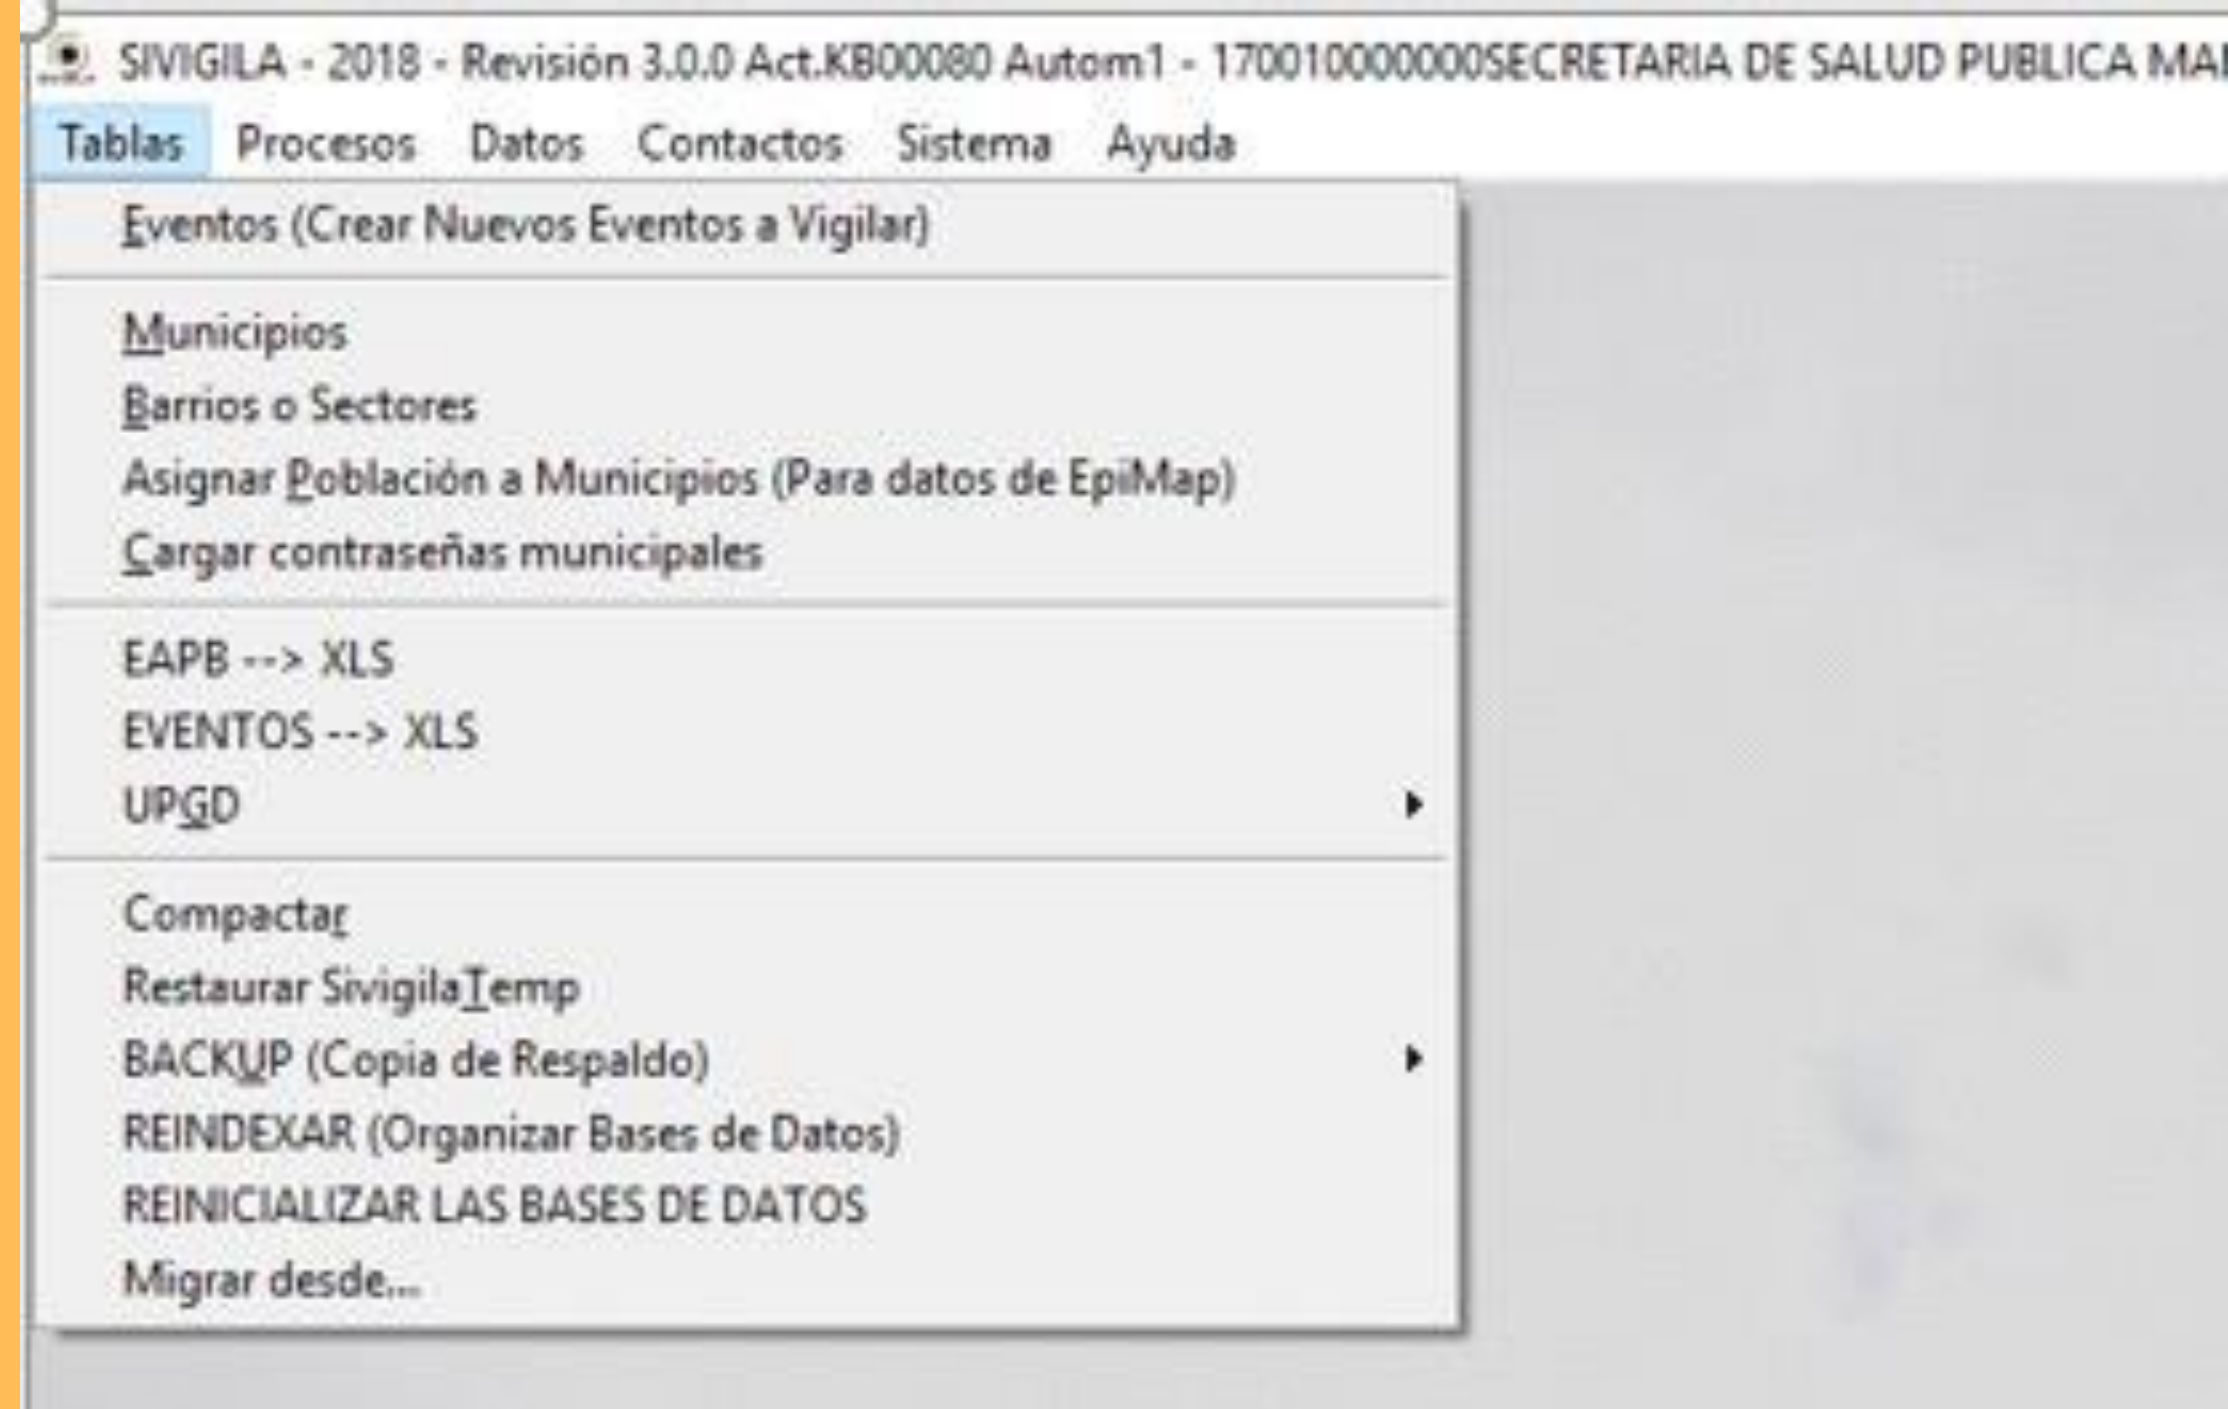 SIVIGILA - 2018 - Revisión 3.0.0 Act.KB00080 Autom1 - 170010000000SECRETARIA DE SALUD PUBLICA MA
Tablas Procesos Datos Contactos Sistema Ayuda
Eventos (Crear Nuevos Eventos a Vigilar)
Municipios
Barrios o Sectores
Asignar Población a Municipios (Para datos de EpiMap)
Cargar contraseñas municipales
EAPB --> XLS
EVENTOS --> XLS
UPGD
Compactar
Restaurar SivigilaTemp
BACKUP (Copia de Respaldo)
REINDEXAR (Organizar Bases de Datos)
REINICIALIZAR LAS BASES DE DATOS
Migrar desde...